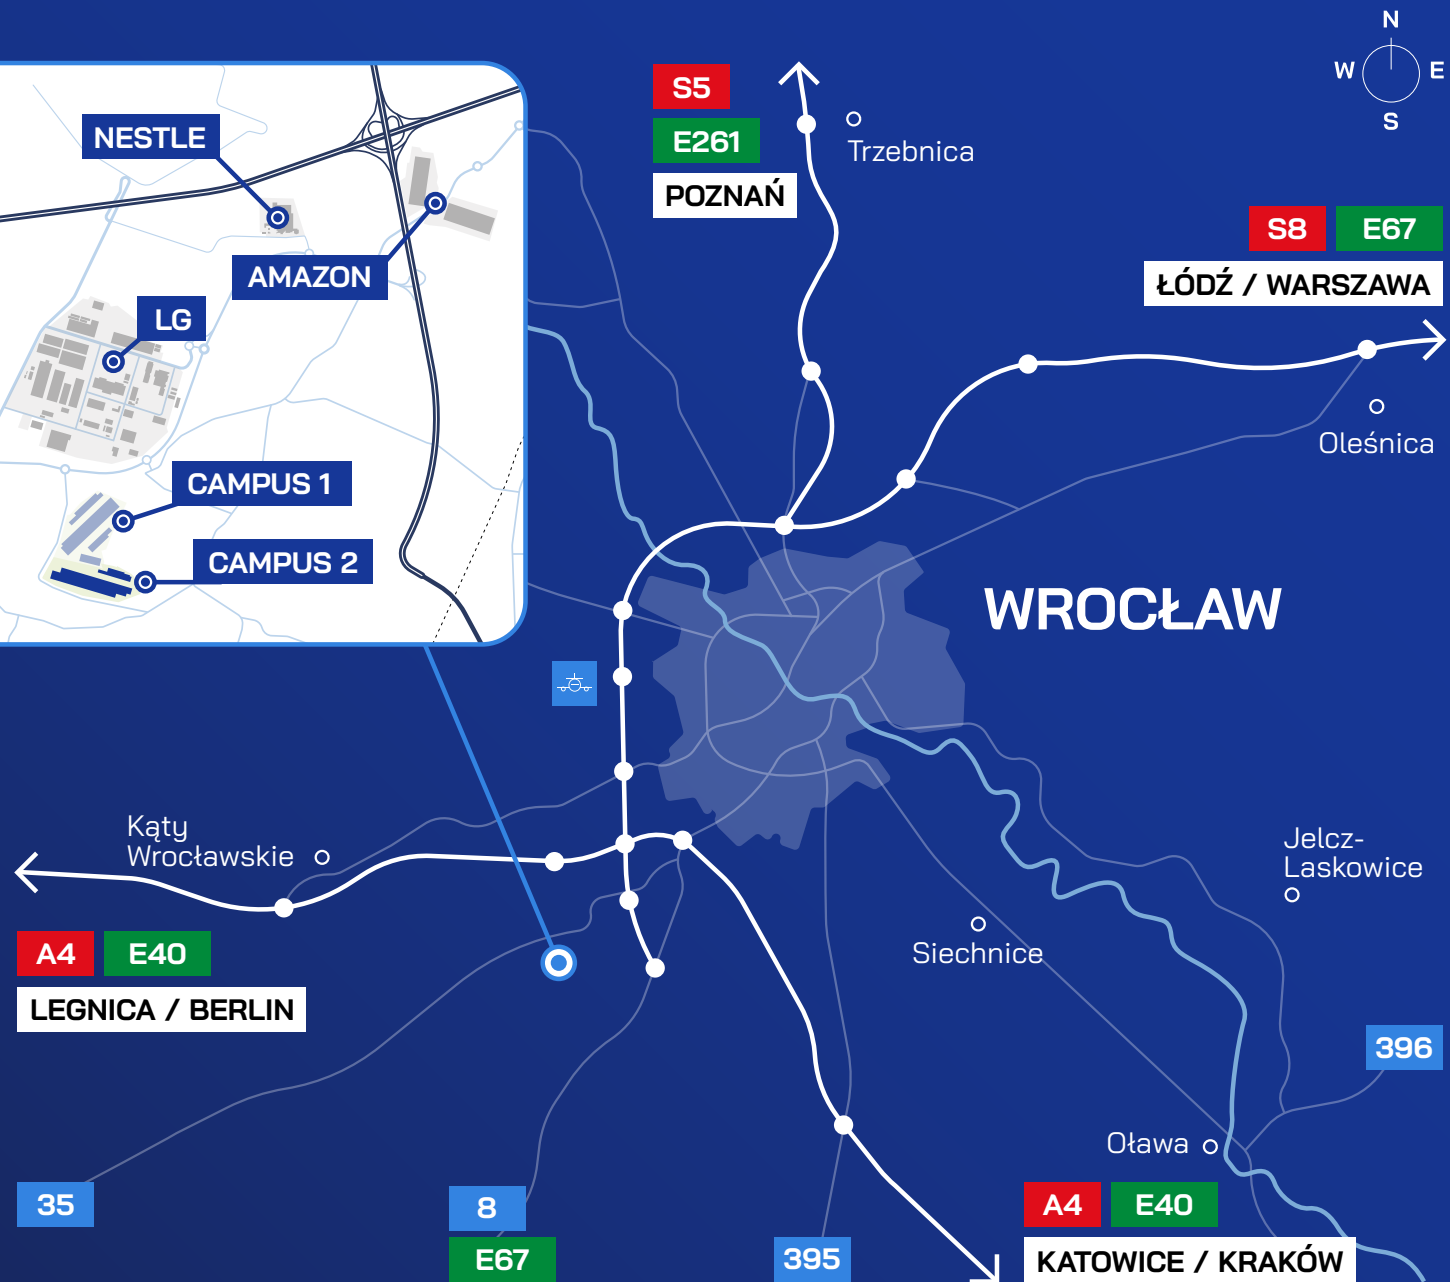 N
W E
S
S5
E261
POZNAŃ
Trzebnica
S8 E67
ŁÓDŹ / WARSZAWA
Oleśnica
NESTLE
AMAZON
LG
CAMPUS 1
CAMPUS 2
WROCŁAW
Kąty
Wrocławskie
A4 E40
LEGNICA / BERLIN
Jelcz-
Laskowice
Siechnice
396
Oława
35
8
E67
395
A4 E40
KATOWICE / KRAKÓW